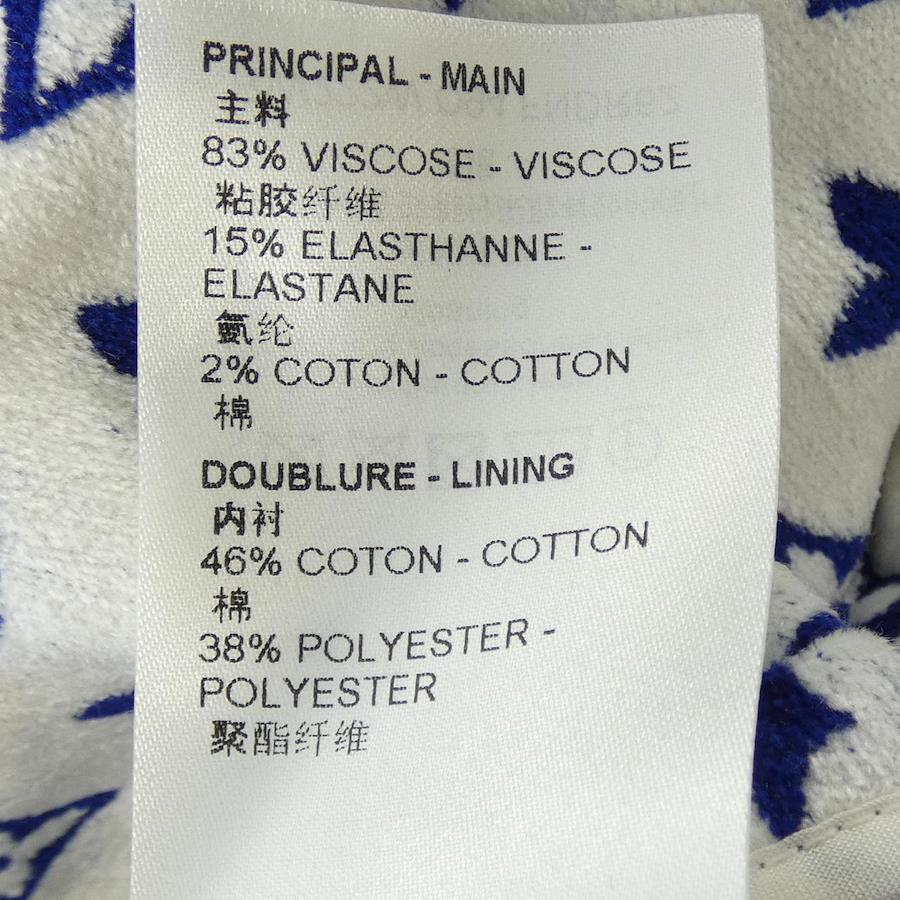 PRINCIPAL - MAIN
主料
83% VISCOSE - VISCOSE
粘胶纤维
15% ELASTHANNE -
ELASTANE
氨纶
2% COTON - COTTON
棉
DOUBLURE - LINING
内衬
46% COTON - COTTON
棉
38% POLYESTER -
POLYESTER
聚酯纤维